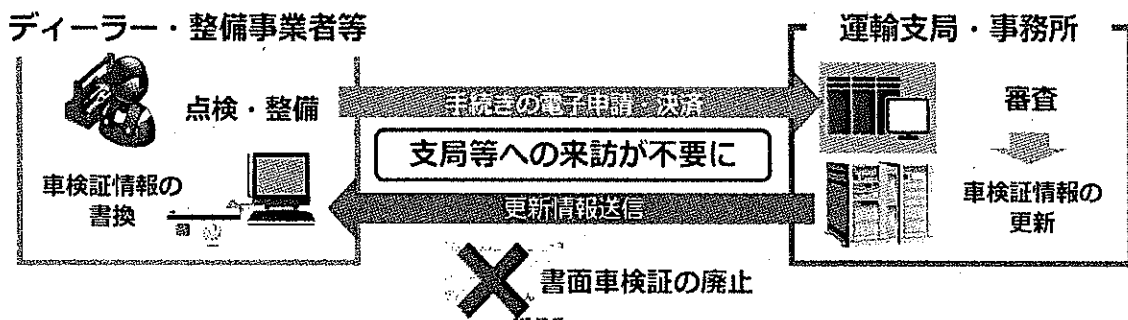 ディーラー・整備事業者等
点検・整備
車検証情報の
書換
手続きの電子申請・決済
支局等への来訪が不要に
更新情報送信
書面車検証の廃止
運輸支局・事務所
審査
車検証情報の
更新